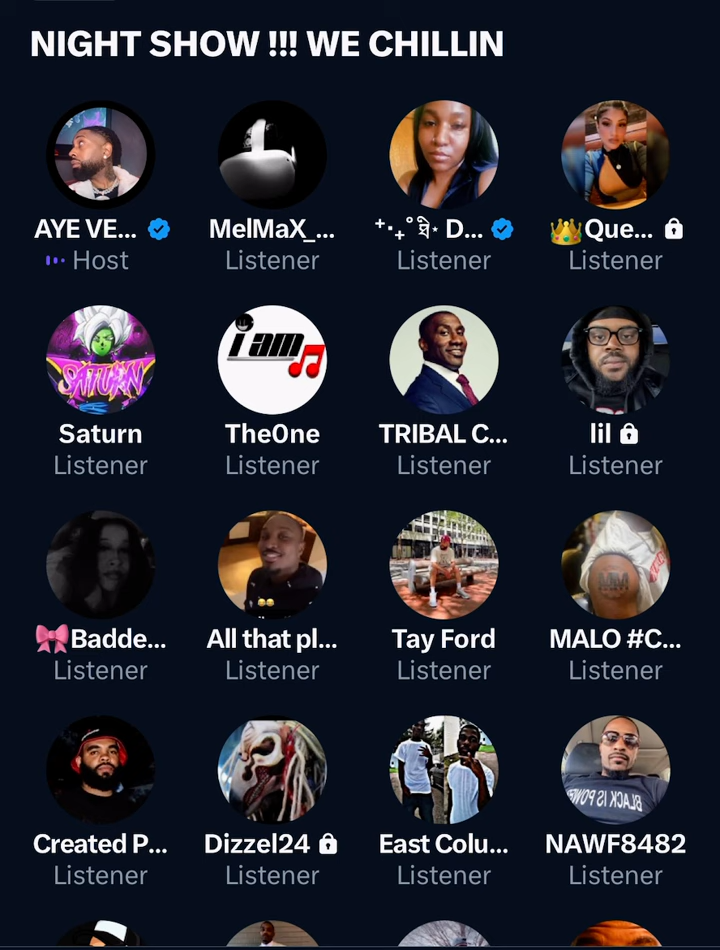 NIGHT SHOW !!! WE CHILLIN
AYE VE... MelMaX_... ⁺‧₊˚ ཐི⋆ D... 👑Que...
Host Listener Listener Listener
SATURN
i am
Saturn TheOne TRIBAL C... lil
Listener Listener Listener Listener
MM
🎀Badde... All that pl... Tay Ford MALO #C...
Listener Listener Listener Listener
BLACK IS POWE
Created P... Dizzel24 East Colu... NAWF8482
Listener Listener Listener Listener